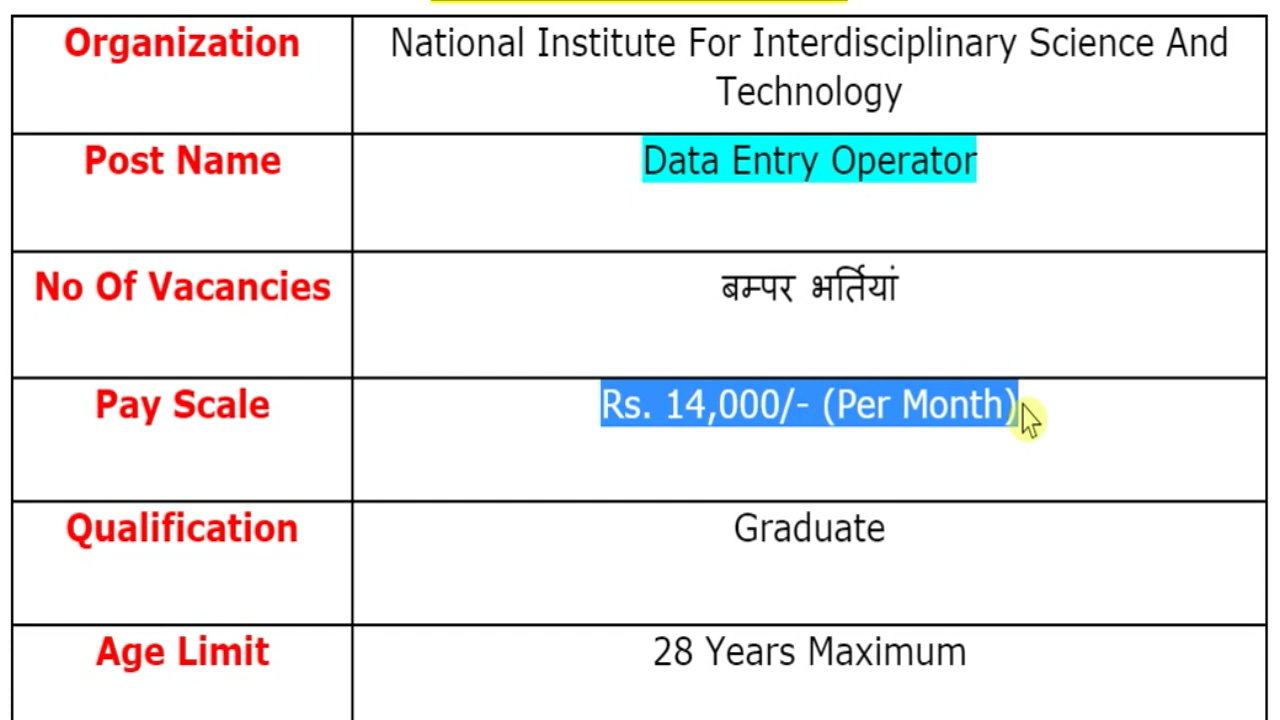 Organization
National Institute For Interdisciplinary Science And
Technology
Post Name
Data Entry Operator
No Of Vacancies
बम्पर भर्तियां
Pay Scale
Rs. 14,000/- (Per Month)
Qualification
Graduate
Age Limit
28 Years Maximum